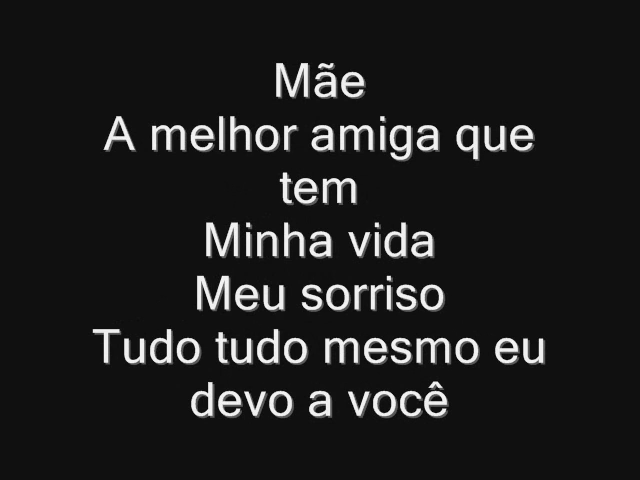 Mãe
A melhor amiga que
tem
Minha vida
Meu sorriso
Tudo tudo mesmo eu
devo a você